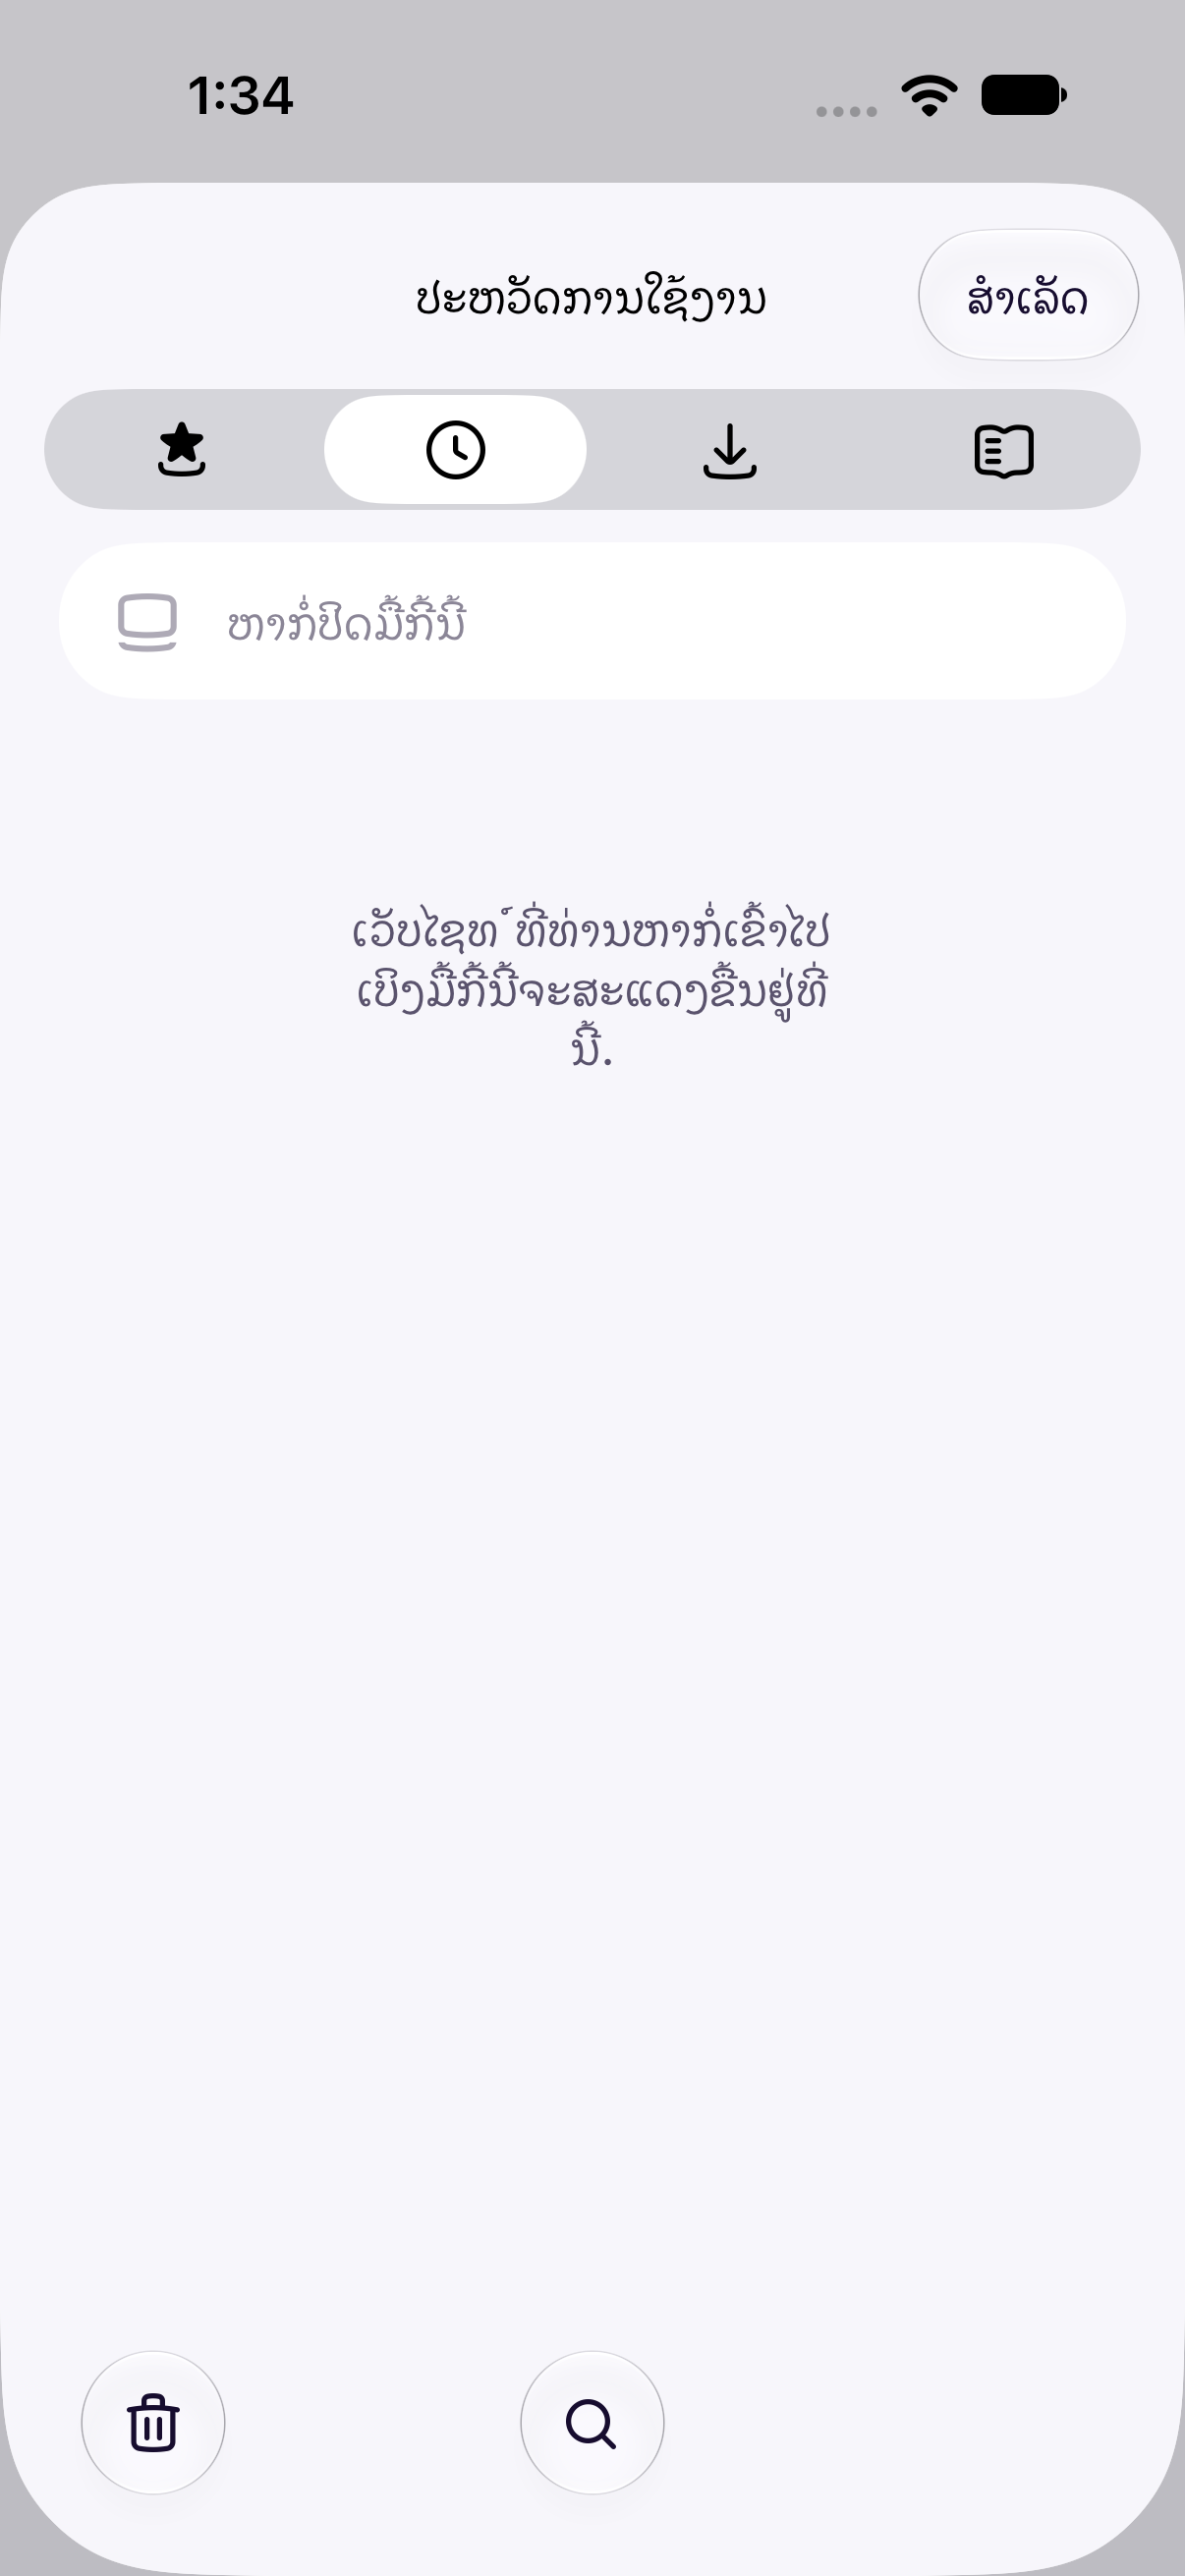 1:34
ປະຫວັດການໃຊ້ງານ
ສຳເລັດ
ຫາກໍ່ປິດມື້ກີ້ນີ້
ເວັບໄຊທ໌ທີ່ທ່ານຫາກໍ່ເຂົ້າໄປ
ເບິງມື້ກີ້ນີ້ຈະສະແດງຂື້ນຢູ່ທີ່
ນີ້.